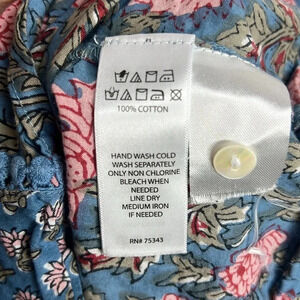 100% COTTON
HAND WASH COLD
WASH SEPARATELY
ONLY NON CHLORINE
BLEACH WHEN
NEEDED
LINE DRY
MEDIUM IRON
IF NEEDED
RN# 75343